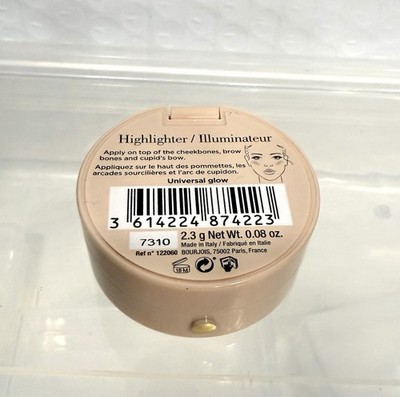 Highlighter / Illuminateur
Apply on top of the cheekbones, brow
bones and cupid's bow.
Appliquez sur le haut des pommettes, les
arcades sourcilières et l'arc de cupidon.
Universal glow
3 614224 874223
7310
2.3 g Net Wt. 0.08 oz.
Made in Italy / Fabriqué en Italie
Ref n° 122060 BOURJOIS, 75002 Paris, France
18 M